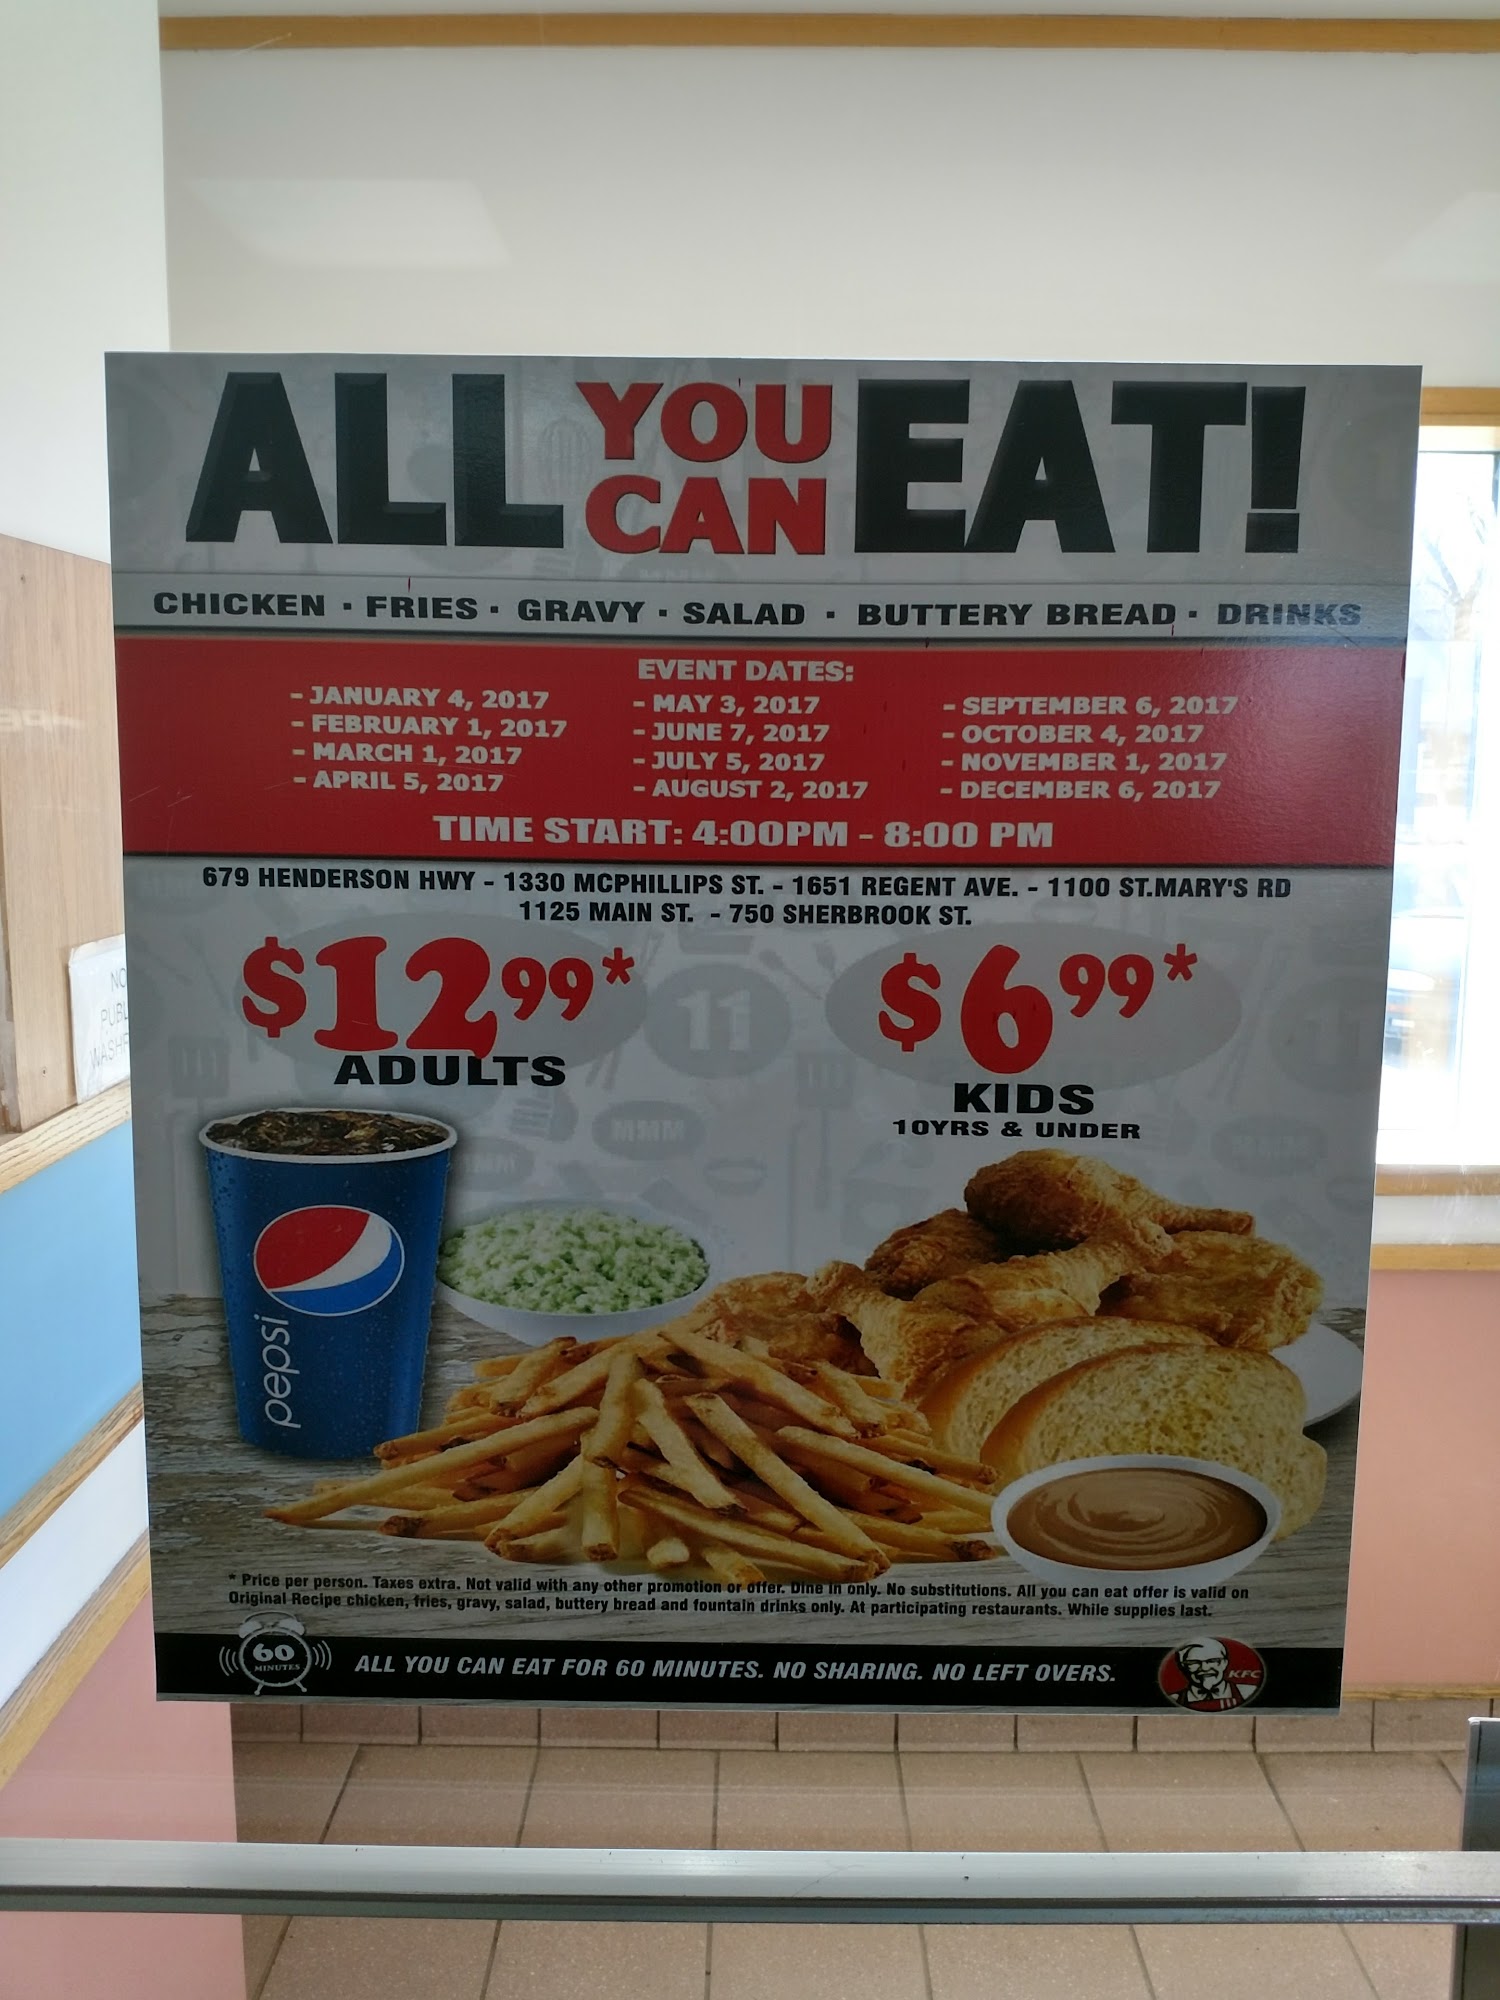 ALL YOU CAN EAT!
CHICKEN · FRIES · GRAVY · SALAD · BUTTERY BREAD · DRINKS
EVENT DATES:
- JANUARY 4, 2017
- FEBRUARY 1, 2017
- MARCH 1, 2017
- APRIL 5, 2017
- MAY 3, 2017
- JUNE 7, 2017
- JULY 5, 2017
- AUGUST 2, 2017
- SEPTEMBER 6, 2017
- OCTOBER 4, 2017
- NOVEMBER 1, 2017
- DECEMBER 6, 2017
TIME START: 4:00PM - 8:00 PM
679 HENDERSON HWY - 1330 MCPHILLIPS ST. - 1651 REGENT AVE. - 1100 ST.MARY'S RD
1125 MAIN ST. - 750 SHERBROOK ST.
$12.99*
ADULTS
11
$6.99*
KIDS
10YRS & UNDER
NO
pepsi
* Price per person. Taxes extra. Not valid with any other promotion or offer. Dine in only. No substitutions. All you can eat offer is valid on
Original Recipe chicken, fries, gravy, salad, buttery bread and fountain drinks only. At participating restaurants. While supplies last.
60
MINUTES
ALL YOU CAN EAT FOR 60 MINUTES. NO SHARING. NO LEFT OVERS.
KFC